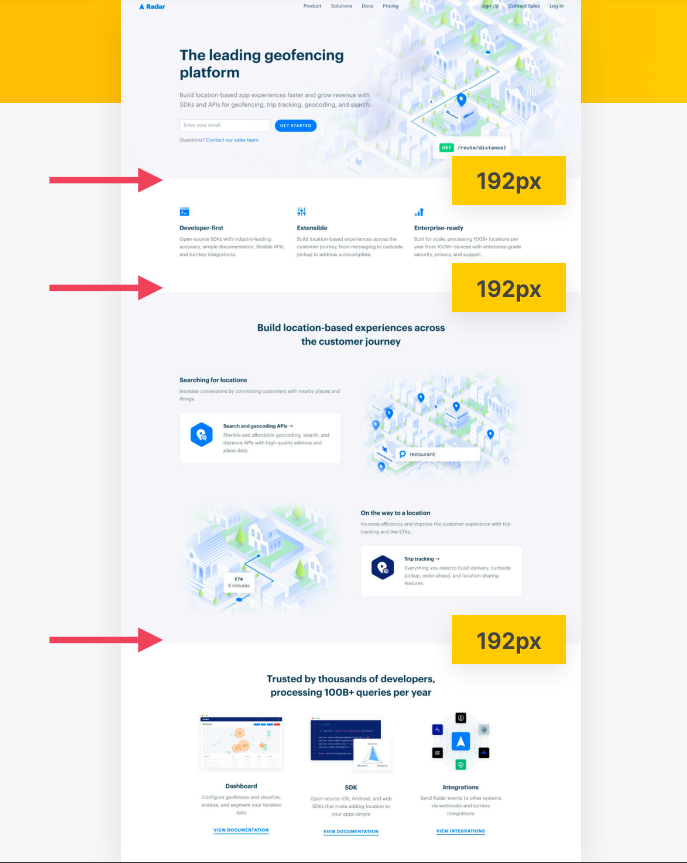 Radar
Product Solutions Docs Pricing
Sign Up Contact Sales Log In
The leading geofencing
platform
Build location-based app experiences faster and grow revenue with
SDKs and APIs for geofencing, trip tracking, geocoding, and search.
Enter your email
GET STARTED
Questions? Contact our sales team
GET /route/distance|
192px
Developer-first
Open-source SDKs with industry-leading
accuracy, simple documentation, flexible APIs,
and turnkey integrations.
Extensible
Build location-based experiences across the
customer journey, from messaging to curbside
pickup to address autocomplete.
Enterprise-ready
Built for scale, processing 100B+ locations per
year from 100M+ devices with enterprise-grade
security, privacy, and support.
192px
Build location-based experiences across
the customer journey
Searching for locations
Increase conversions by connecting customers with nearby places and
things.
Search and geocoding APIs →
Flexible and affordable geocoding, search, and
distance APIs with high-quality address and
place data.
restaurant
ETA
8 minutes
On the way to a location
Increase efficiency and improve the customer experience with trip
tracking and live ETAs.
Trip tracking →
Everything you need to build delivery, curbside
pickup, order-ahead, and location sharing
features.
192px
Trusted by thousands of developers,
processing 100B+ queries per year
Dashboard
Configure geofences and visualize,
analyze, and segment your location
data
VIEW DOCUMENTATION
SDK
Open-source iOS, Android, and web
SDKs that make adding location to
your apps simple
VIEW DOCUMENTATION
Integrations
Send Radar events to other systems
via webhooks and turnkey
integrations
VIEW INTEGRATIONS